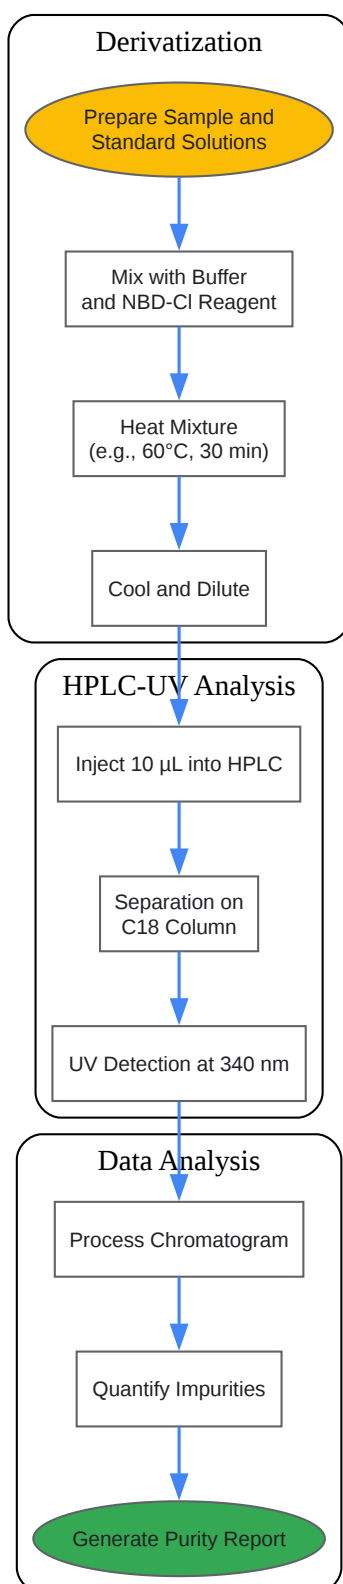 Derivatization
Prepare Sample and
Standard Solutions
Mix with Buffer
and NBD-Cl Reagent
Heat Mixture
(e.g., 60°C, 30 min)
Cool and Dilute
HPLC-UV Analysis
Inject 10 µL into HPLC
Separation on
C18 Column
UV Detection at 340 nm
Data Analysis
Process Chromatogram
Quantify Impurities
Generate Purity Report